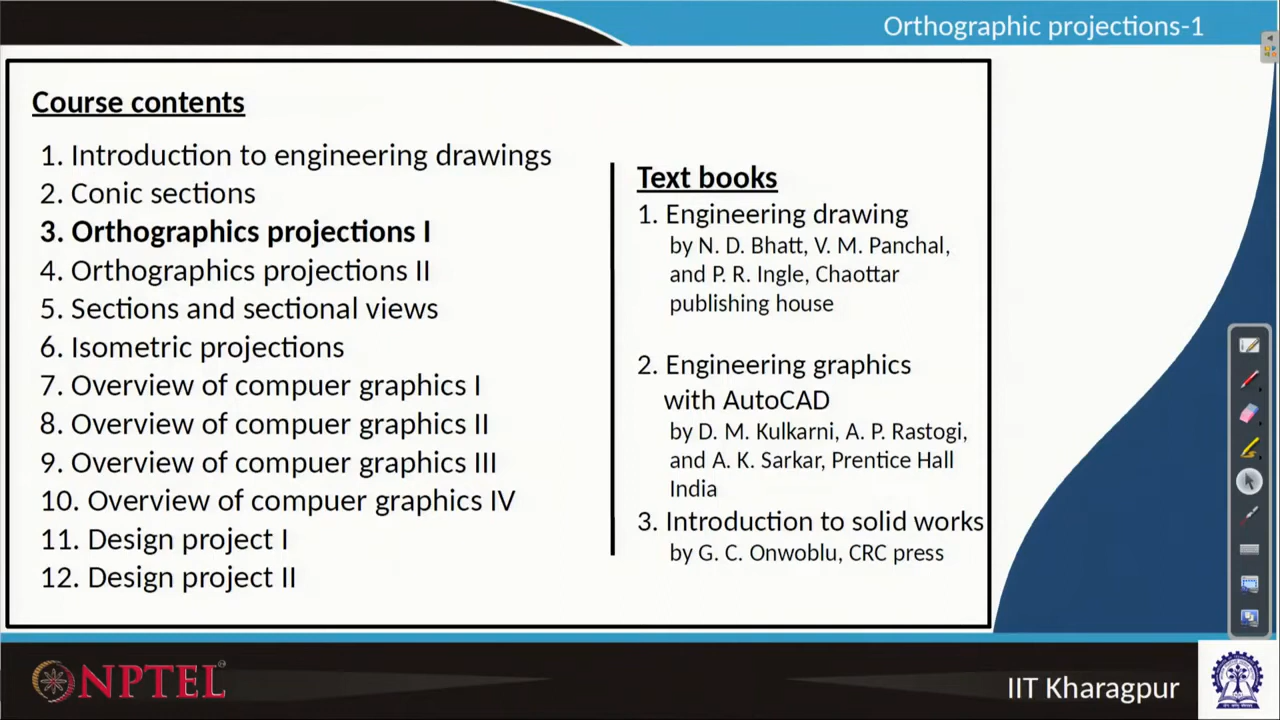 Orthographic projections-1
Course contents
1. Introduction to engineering drawings
2. Conic sections
3. Orthographics projections I
4. Orthographics projections II
5. Sections and sectional views
6. Isometric projections
7. Overview of compuer graphics I
8. Overview of compuer graphics II
9. Overview of compuer graphics III
10. Overview of compuer graphics IV
11. Design project I
12. Design project II
Text books
1. Engineering drawing
by N. D. Bhatt, V. M. Panchal,
and P. R. Ingle, Chaottar
publishing house
2. Engineering graphics
with AutoCAD
by D. M. Kulkarni, A. P. Rastogi,
and A. K. Sarkar, Prentice Hall
India
3. Introduction to solid works
by G. C. Onwoblu, CRC press
NPTEL
IIT Kharagpur